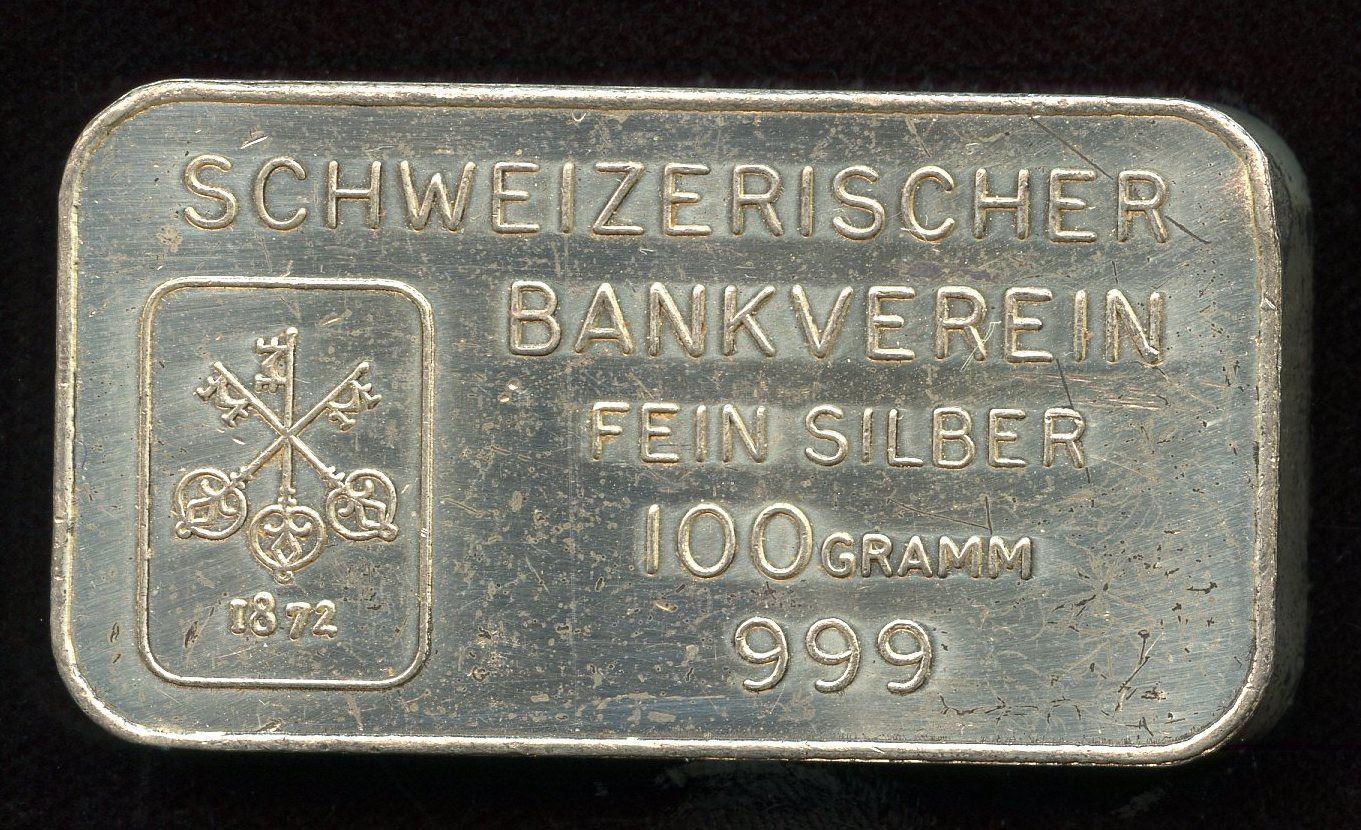 SCHWEIZERISCHER
BANKVEREIN
FEIN SILBER
100 GRAMM
999
1872